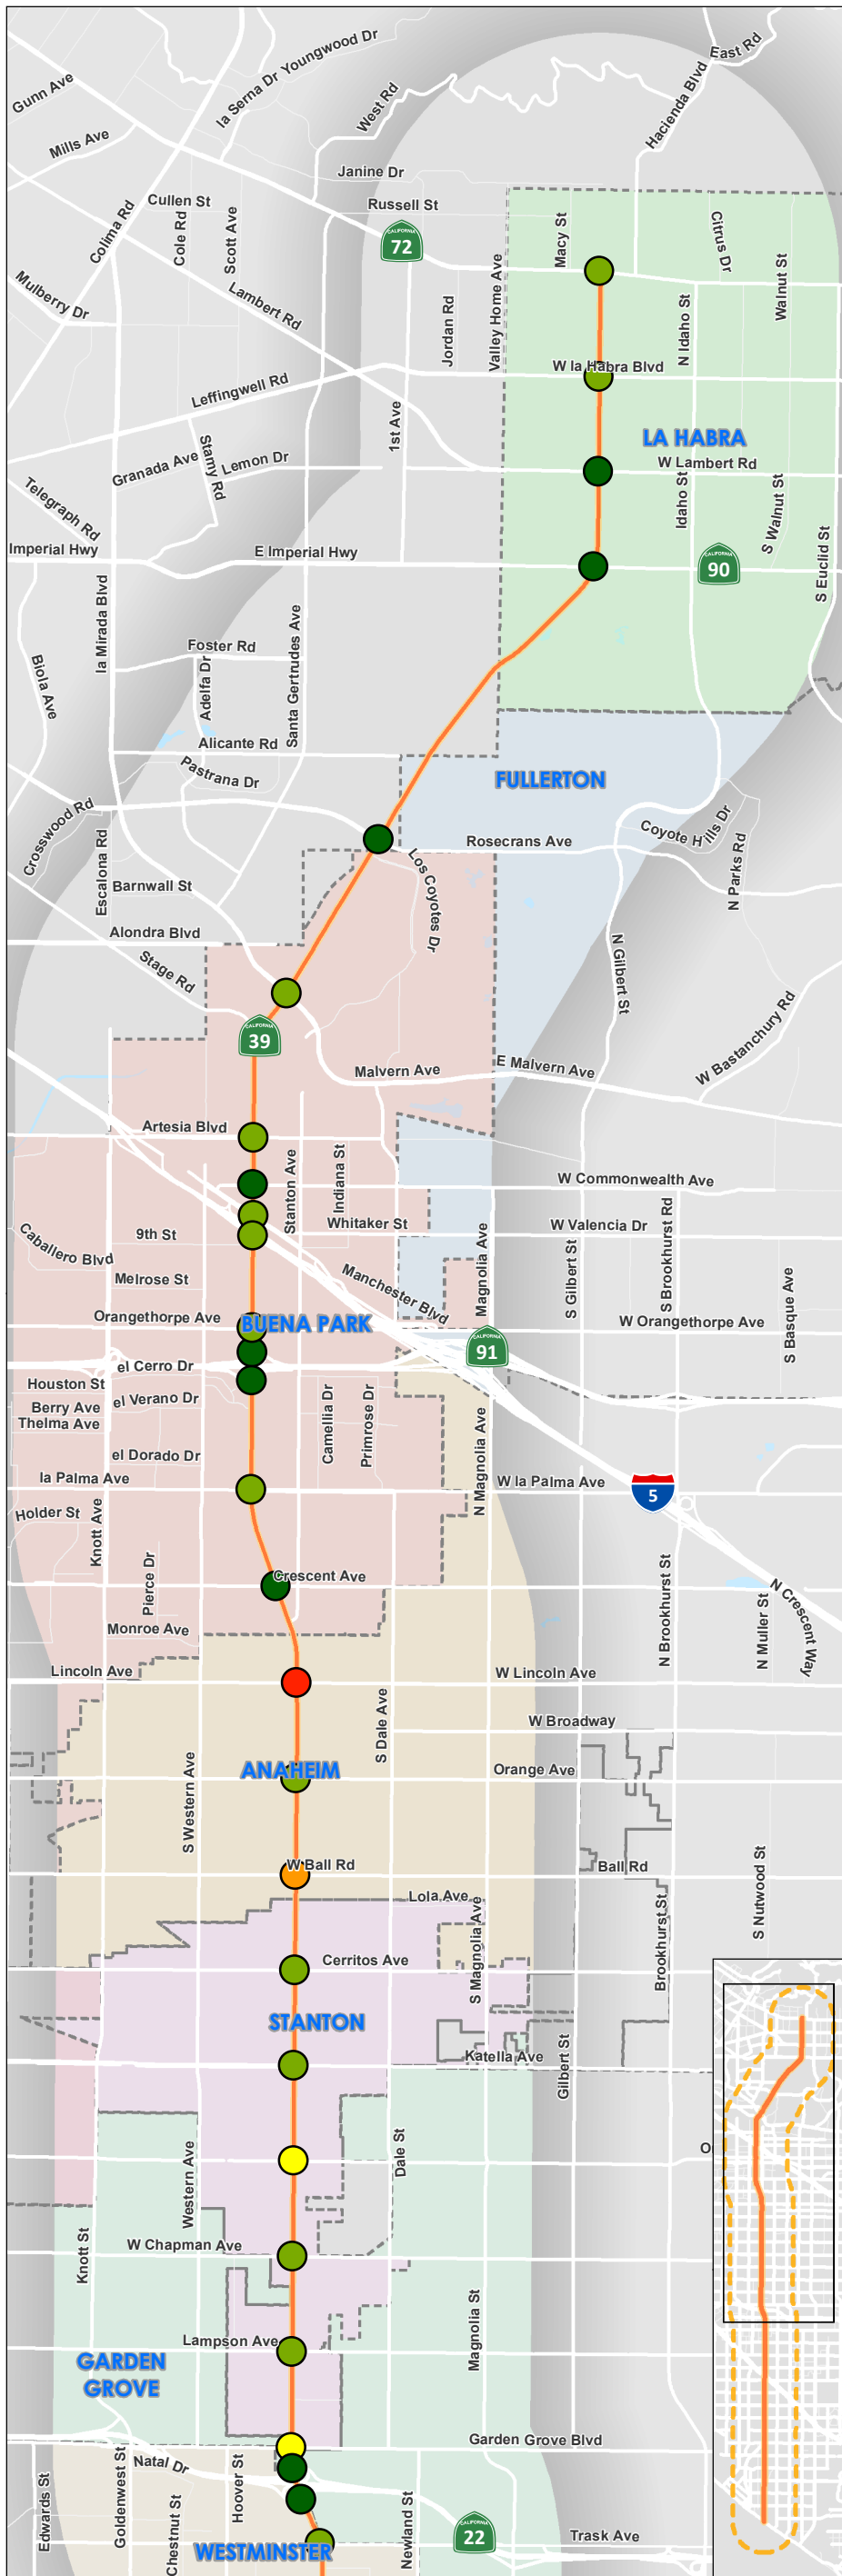 Gunn Ave
Mills Ave
la Serna Dr
Youngwood Dr
West Rd
East Rd
Hacienda Blvd
Janine Dr
Cullen St
Russell St
Colima Rd
Cole Rd
Scott Ave
CALIFORNIA
72
Macy St
Citrus Dr
Walnut St
Mulberry Dr
Lambert Rd
Jordan Rd
Valley Home Ave
N Idaho St
W la Habra Blvd
Leffingwell Rd
1st Ave
LA HABRA
Granada Ave
Stamy Rd
Lemon Dr
W Lambert Rd
Idaho St
S Walnut St
Telegraph Rd
Imperial Hwy
E Imperial Hwy
CALIFORNIA
90
S Euclid St
la Mirada Blvd
Santa Gertrudes Ave
Biola Ave
Foster Rd
Adelfa Dr
Alicante Rd
Pastrana Dr
FULLERTON
Crosswood Rd
Escalona Rd
Rosecrans Ave
Coyote Hills Dr
N Parks Rd
Barnwall St
Los Coyotes Dr
Alondra Blvd
Stage Rd
N Gilbert St
CALIFORNIA
39
W Bastanchury Rd
Malvern Ave
E Malvern Ave
Artesia Blvd
Stanton Ave
Indiana St
W Commonwealth Ave
Caballero Blvd
9th St
Whitaker St
W Valencia Dr
S Brookhurst Rd
Magnolia Ave
S Gilbert St
Melrose St
Manchester Blvd
S Basque Ave
Orangethorpe Ave
BUENA PARK
W Orangethorpe Ave
91
el Cerro Dr
Houston St
Berry Ave
el Verano Dr
Thelma Ave
Camellia Dr
Primrose Dr
N Magnolia Ave
el Dorado Dr
la Palma Ave
W la Palma Ave
5
Holder St
Knott Ave
Pierce Dr
Crescent Ave
N Brookhurst St
N Muller St
N Crescent Way
Monroe Ave
Lincoln Ave
W Lincoln Ave
S Dale Ave
W Broadway
S Western Ave
ANAHEIM
Orange Ave
W Ball Rd
Ball Rd
Lola Ave
S Nutwood St
S Magnolia Ave
Brookhurst St
Cerritos Ave
STANTON
Katella Ave
Gilbert St
Western Ave
Dale St
O
Knott St
W Chapman Ave
Magnolia St
Lampson Ave
GARDEN
GROVE
Garden Grove Blvd
Edwards St
Goldenwest St
Natal Dr
Chestnut St
Hoover St
Newland St
CALIFORNIA
22
Trask Ave
WESTMINSTER